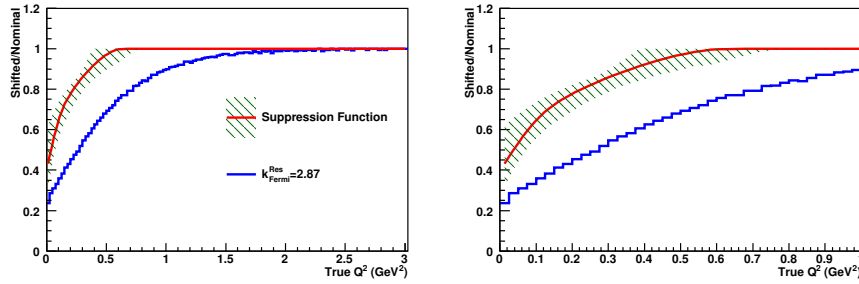 Shifted/Nominal
1.2
1
0.8
0.6
0.4
0.2
0
0 0.5 1 1.5 2 2.5 3
True Q² (GeV²)
Suppression Function
k^Res_Fermi=2.87
Shifted/Nominal
1.2
1
0.8
0.6
0.4
0.2
0
0 0.1 0.2 0.3 0.4 0.5 0.6 0.7 0.8 0.9
True Q² (GeV²)